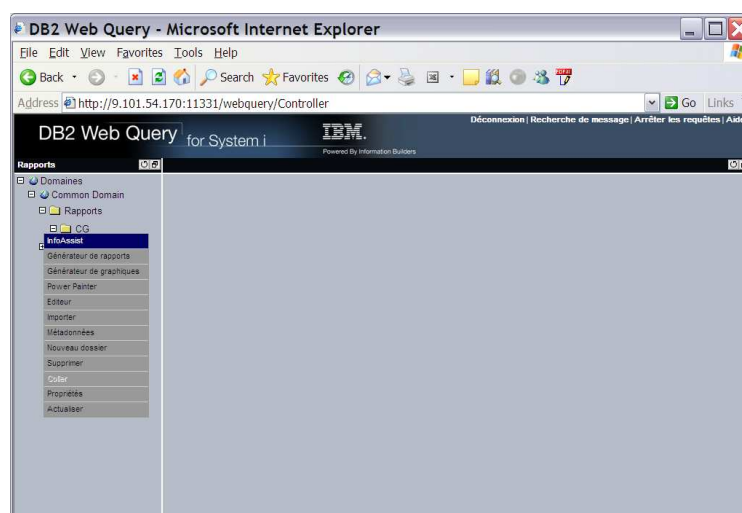 DB2 Web Query - Microsoft Internet Explorer
File Edit View Favorites Tools Help
Back Search Favorites
Address http://9.101.54.170:11331/webquery/Controller Go Links
Déconnexion | Recherche de message | Arrêter les requêtes | Aide
DB2 Web Query for System i IBM.
Powered By Information Builders
Rapports
Domaines
Common Domain
Rapports
CG
InfoAssist
Générateur de rapports
Générateur de graphiques
Power Painter
Editeur
Importer
Métadonnées
Nouveau dossier
Supprimer
Coller
Propriétés
Actualiser